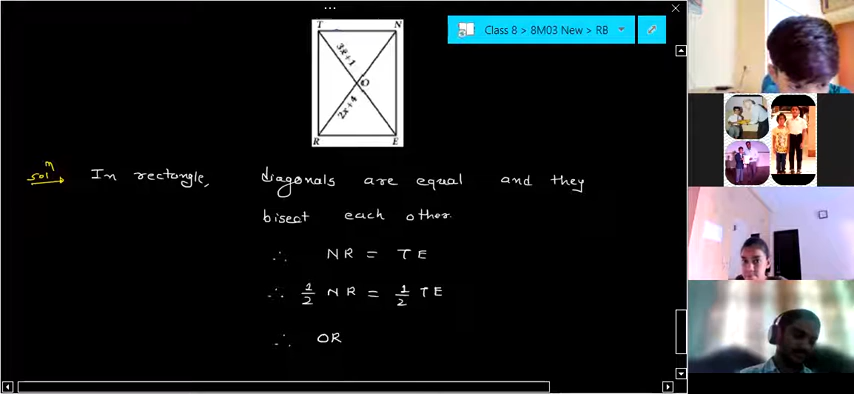 Class 8 > 8M03 New > RB
T N
3x+1
O
2x+4
R E
solⁿ In rectangle, diagonals are equal and they
bisect each other.
∴ NR = TE
∴ 1/2 NR = 1/2 TE
∴ OR